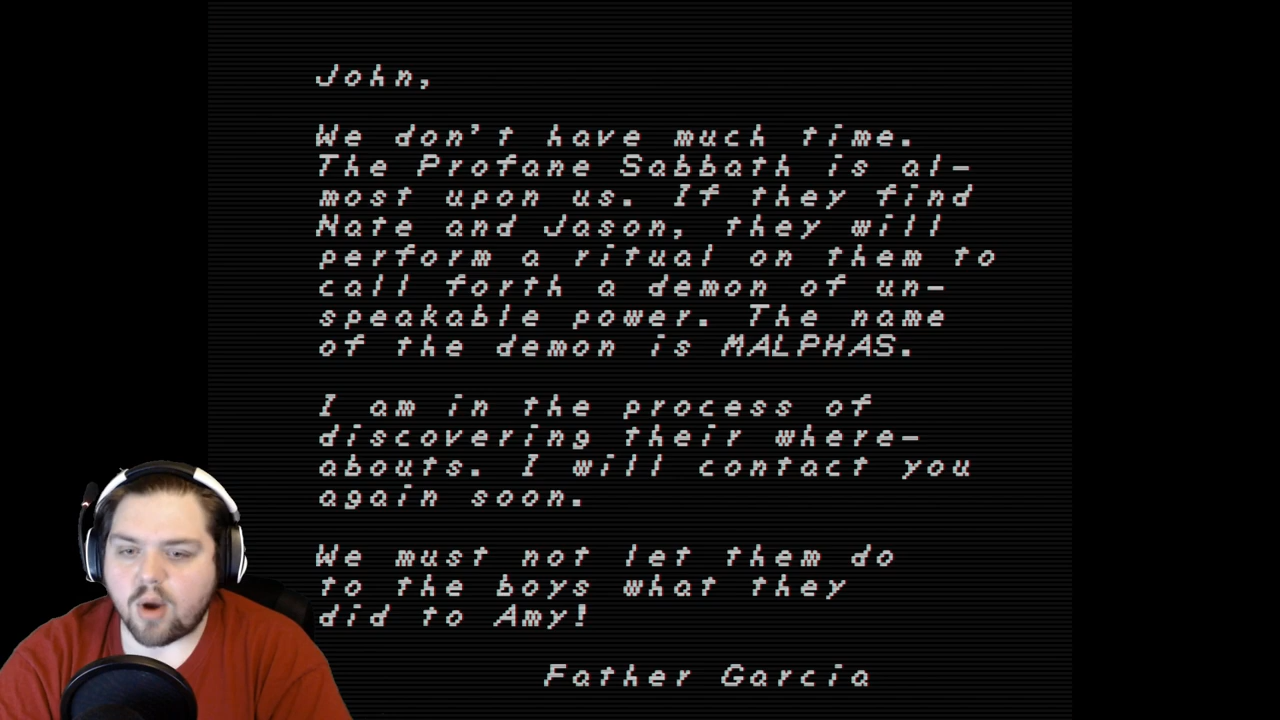 John,
We don't have much time.
The Profane Sabbath is al-
most upon us. If they find
Nate and Jason, they will
perform a ritual on them to
call forth a demon of un-
speakable power. The name
of the demon is MALPHAS.
I am in the process of
discovering their where-
abouts. I will contact you
again soon.
We must not let them do
to the boys what they
did to Amy!
Father Garcia